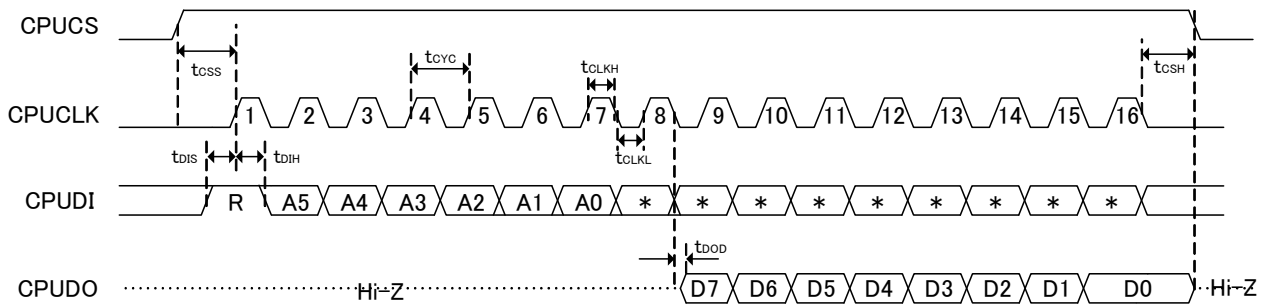 CPUCS
tCSS
tCYC
tCLKH
tCSH
CPUCLK 1 2 3 4 5 6 7 8 9 10 11 12 13 14 15 16
tDIS tDIH
tCLKL
CPUDI R A5 A4 A3 A2 A1 A0 * * * * * * * * *
tDOD
CPUDO Hi-Z D7 D6 D5 D4 D3 D2 D1 D0 Hi-Z